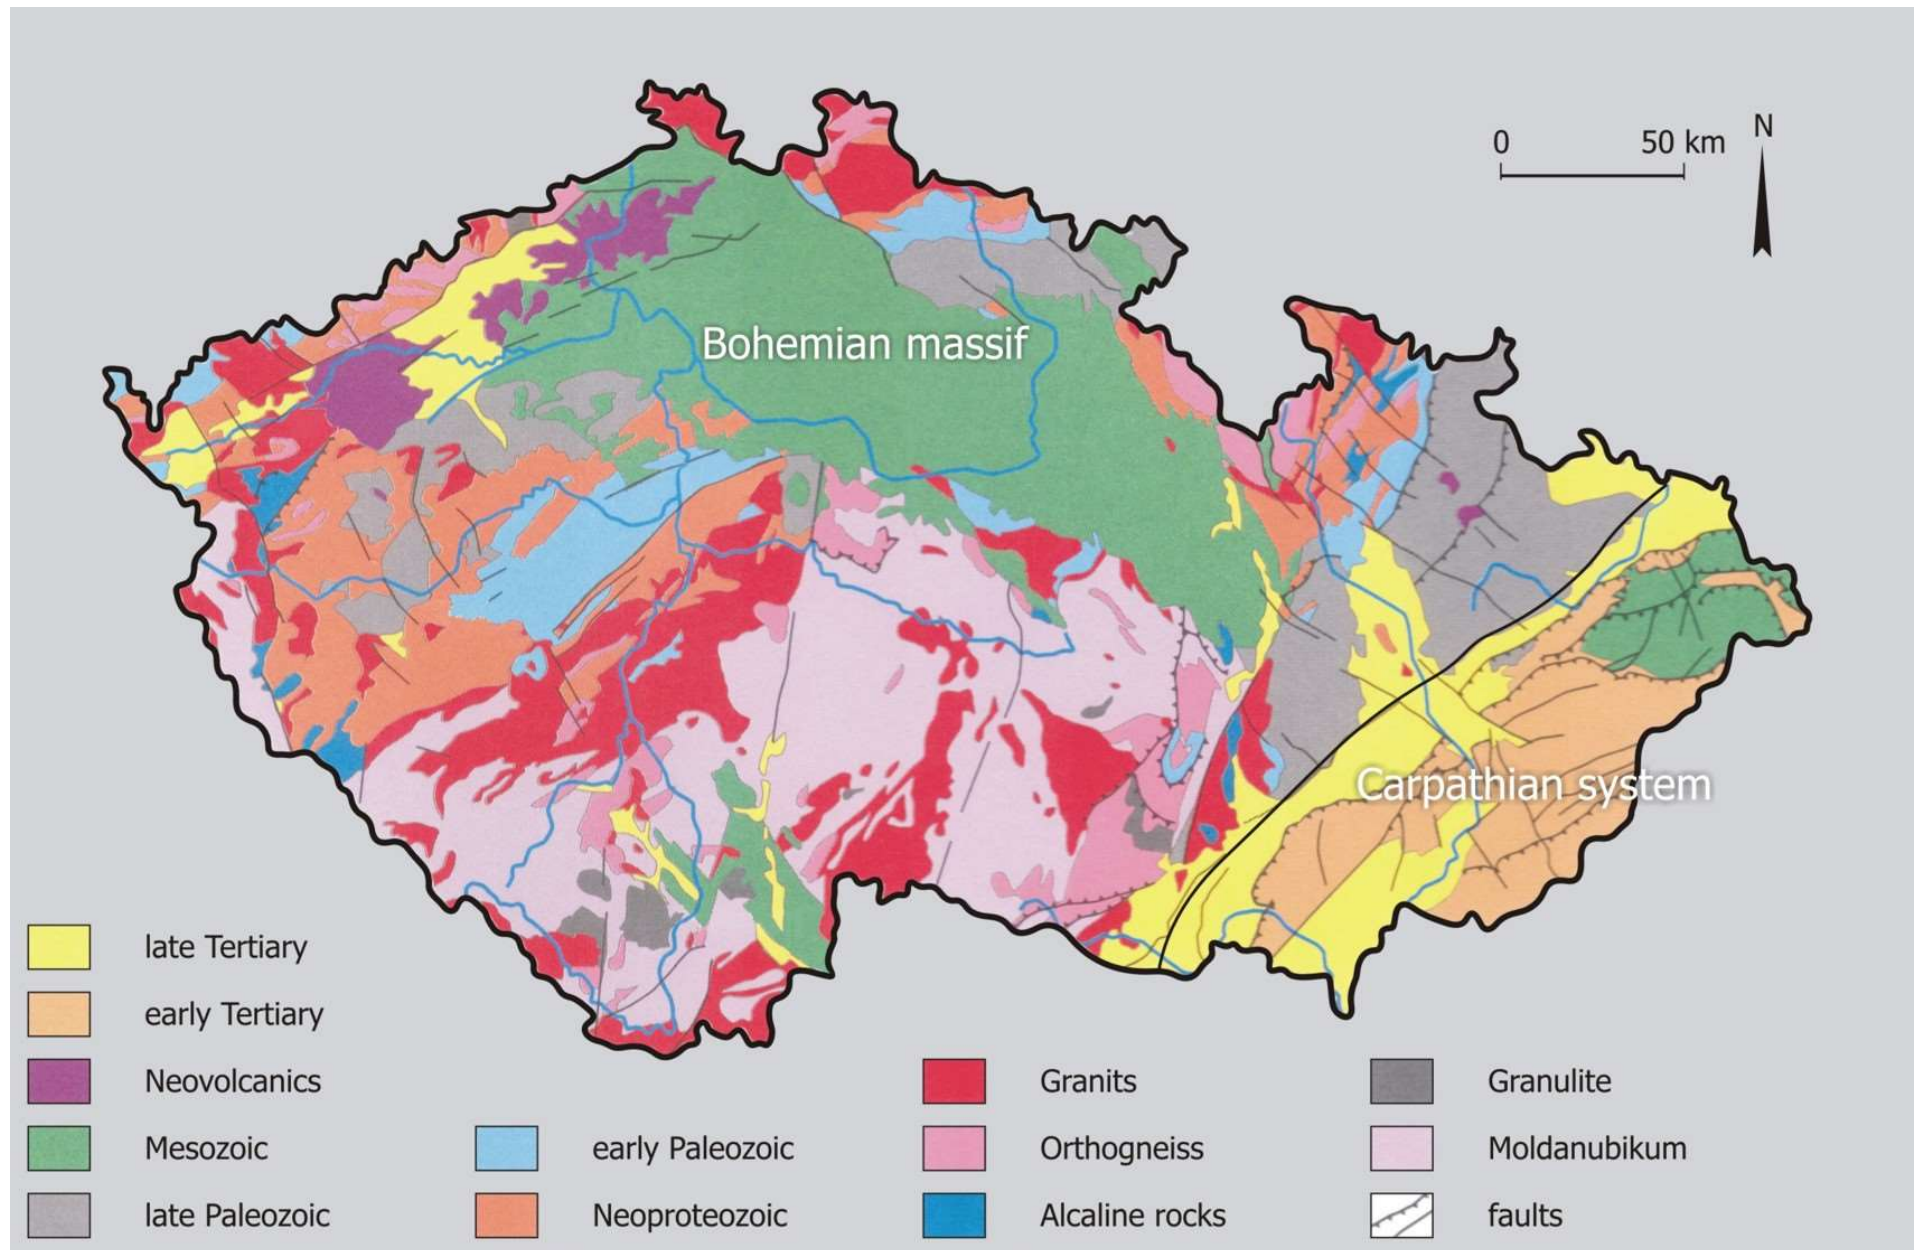 0 50 km N
Bohemian massif
Carpathian system
late Tertiary
early Tertiary
Neovolcanics
Mesozoic
late Paleozoic
early Paleozoic
Neoproteozoic
Granits
Orthogneiss
Alcaline rocks
Granulite
Moldanubikum
faults